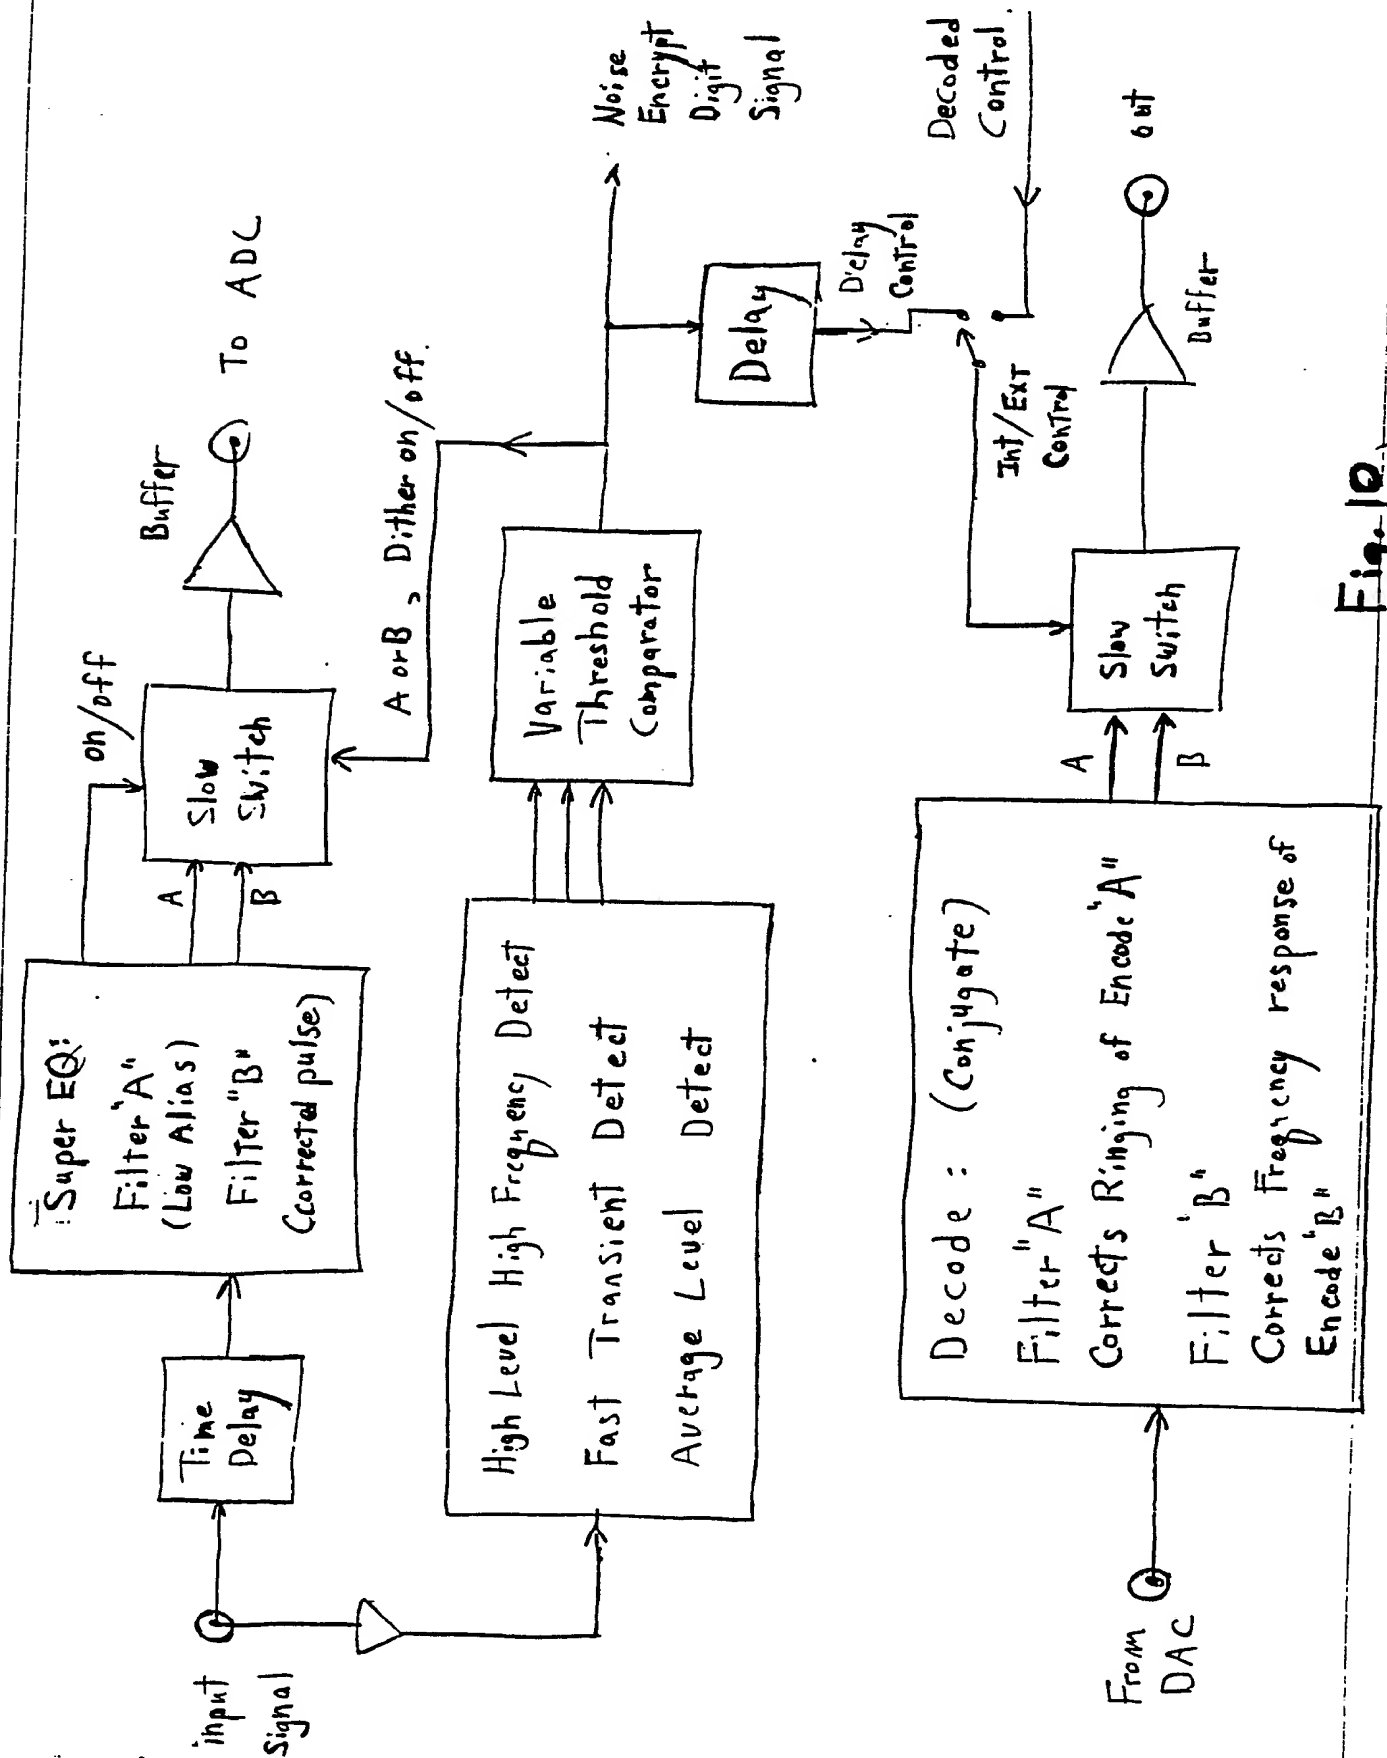 Input
Signal
Time
Delay
Super EQ:
Filter "A"
(Low Alias)
Filter "B"
(corrected pulse)
on/off
A
B
Slow
Switch
Buffer
To ADC
A or B, Dither on/off.
High Level High Frequency Detect
Fast Transient Detect
Average Level Detect
Variable
Threshold
Comparator
Noise
Encrypt
Digit
Signal
Delay
Delay
Control
Decoded
Control.
Int/EXT
Control
From
DAC
Decode: (Conjugate)
Filter "A"
Corrects Ringing of Encode "A"
Filter "B"
Corrects Frequency response of
Encode "B"
A
B
Slow
Switch
Buffer
out
Fig. 10